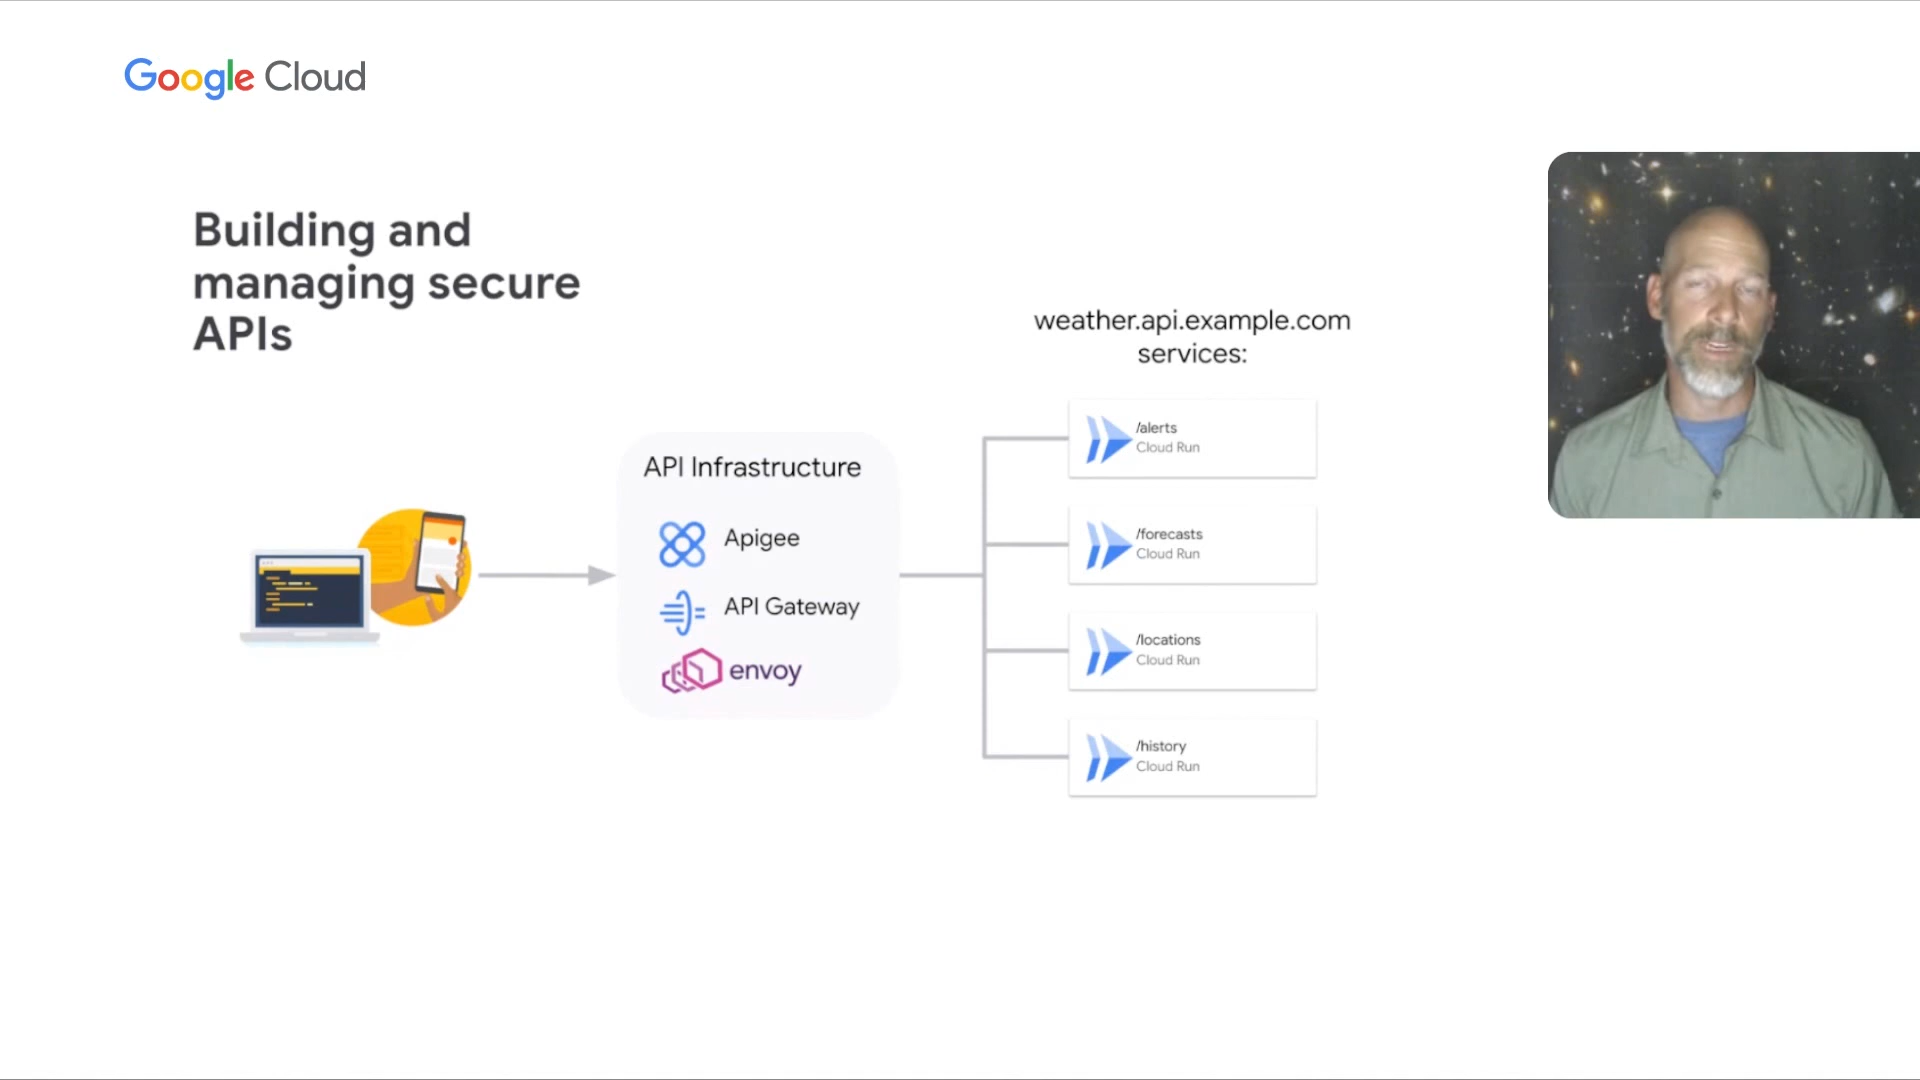 Google Cloud
Building and
managing secure
APIs
weather.api.example.com
services:
API Infrastructure
Apigee
API Gateway
envoy
/alerts
Cloud Run
/forecasts
Cloud Run
/locations
Cloud Run
/history
Cloud Run